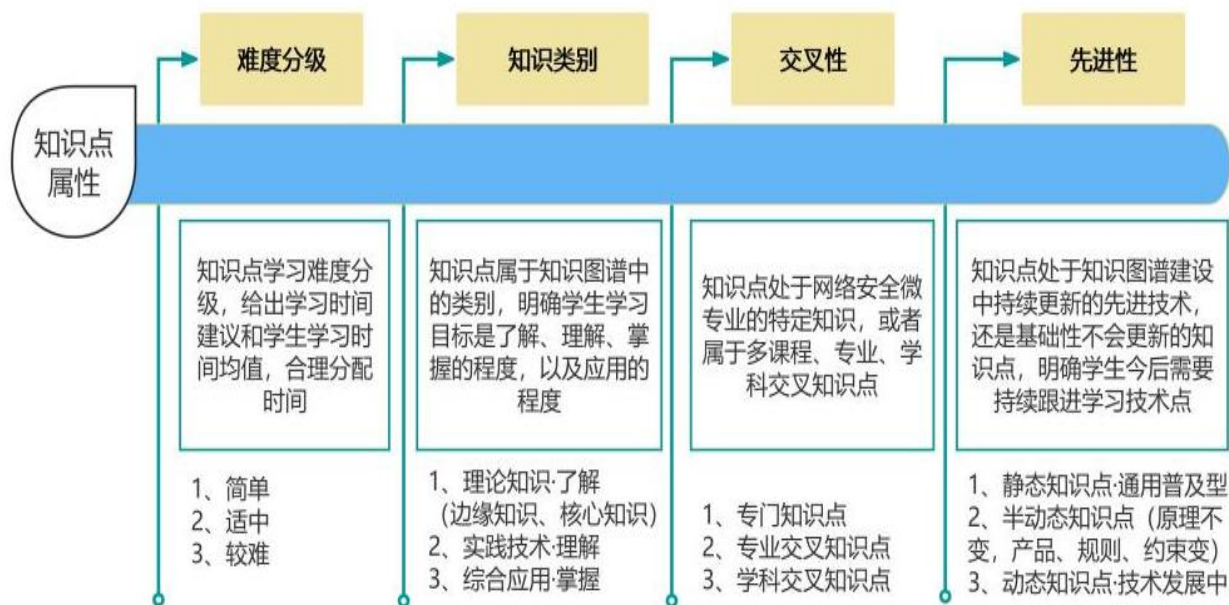 难度分级
知识类别
交叉性
先进性
知识点
属性
知识点学习难度分
级，给出学习时间
建议和学生学习时
间均值，合理分配
时间
知识点属于知识图谱中
的类别，明确学生学习
目标是了解、理解、掌
握的程度，以及应用的
程度
知识点处于网络安全微
专业的特定知识，或者
属于多课程、专业、学
科交叉知识点
知识点处于知识图谱建设
中持续更新的先进技术，
还是基础性不会更新的知
识点，明确学生今后需要
持续跟进学习技术点
1、简单
2、适中
3、较难
1、理论知识·了解
（边缘知识、核心知识）
2、实践技术·理解
3、综合应用·掌握
1、专门知识点
2、专业交叉知识点
3、学科交叉知识点
1、静态知识点·通用普及型
2、半动态知识点（原理不
变，产品、规则、约束变）
3、动态知识点·技术发展中